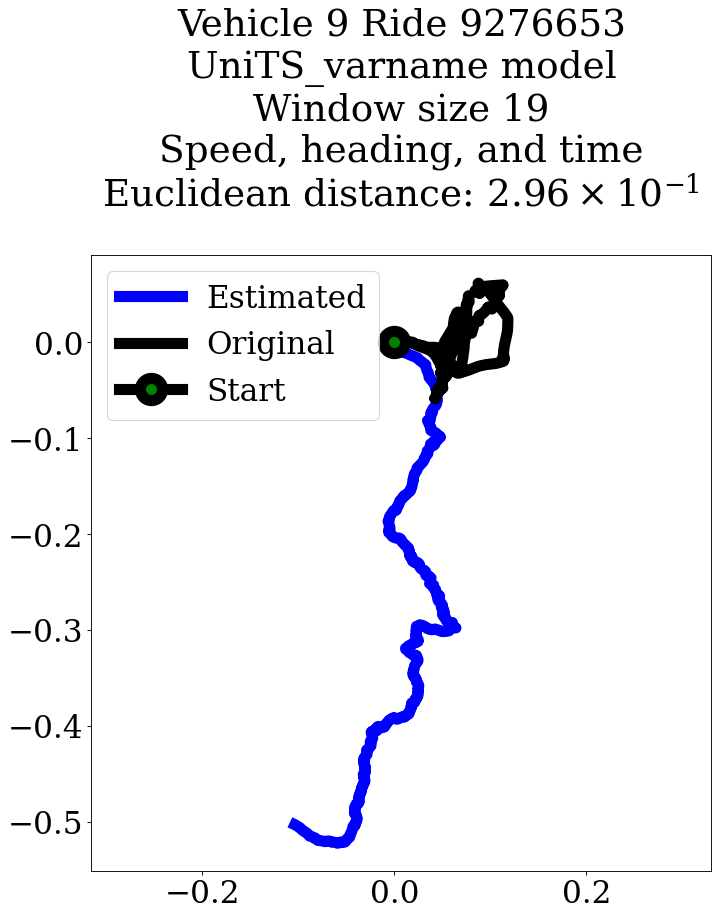 Vehicle 9 Ride 9276653
UniTS_varname model
Window size 19
Speed, heading, and time
Euclidean distance: 2.96 × 10⁻¹
Estimated
Original
Start
0.0
−0.1
−0.2
−0.3
−0.4
−0.5
−0.2 0.0 0.2